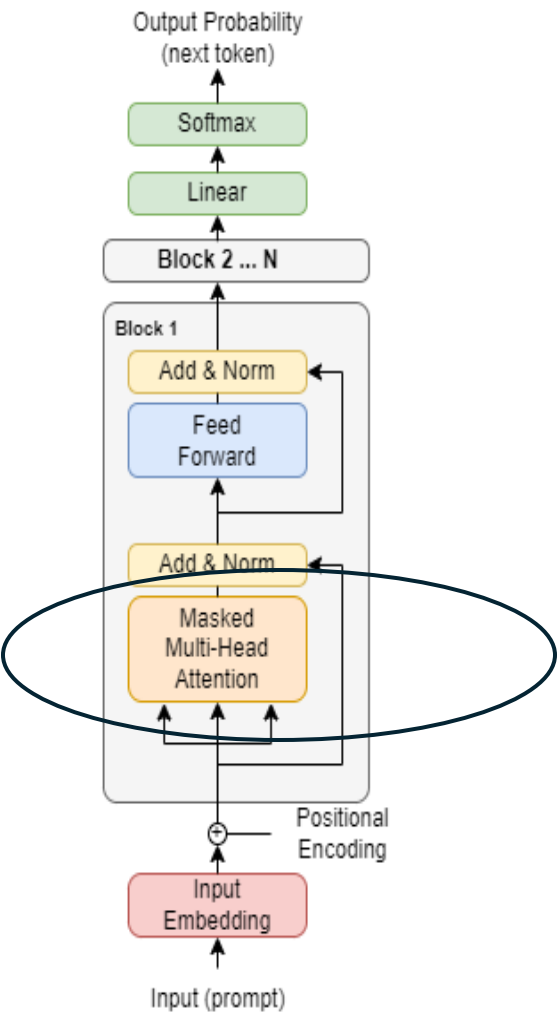 Output Probability
(next token)
Softmax
Linear
Block 2 ... N
Block 1
Add & Norm
Feed
Forward
Add & Norm
Masked
Multi-Head
Attention
Positional
Encoding
+
Input
Embedding
Input (prompt)